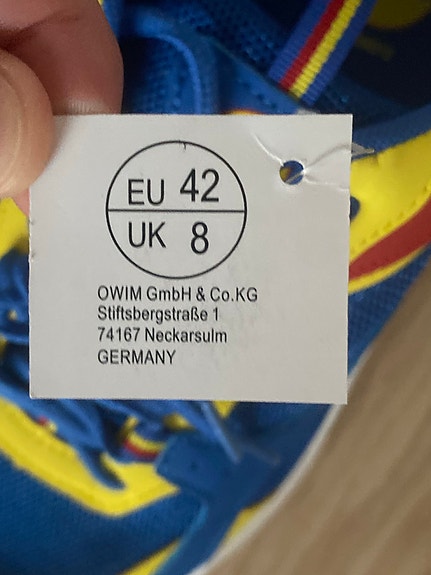 EU 42
UK 8
OWIM GmbH & Co.KG
Stiftsbergstraße 1
74167 Neckarsulm
GERMANY